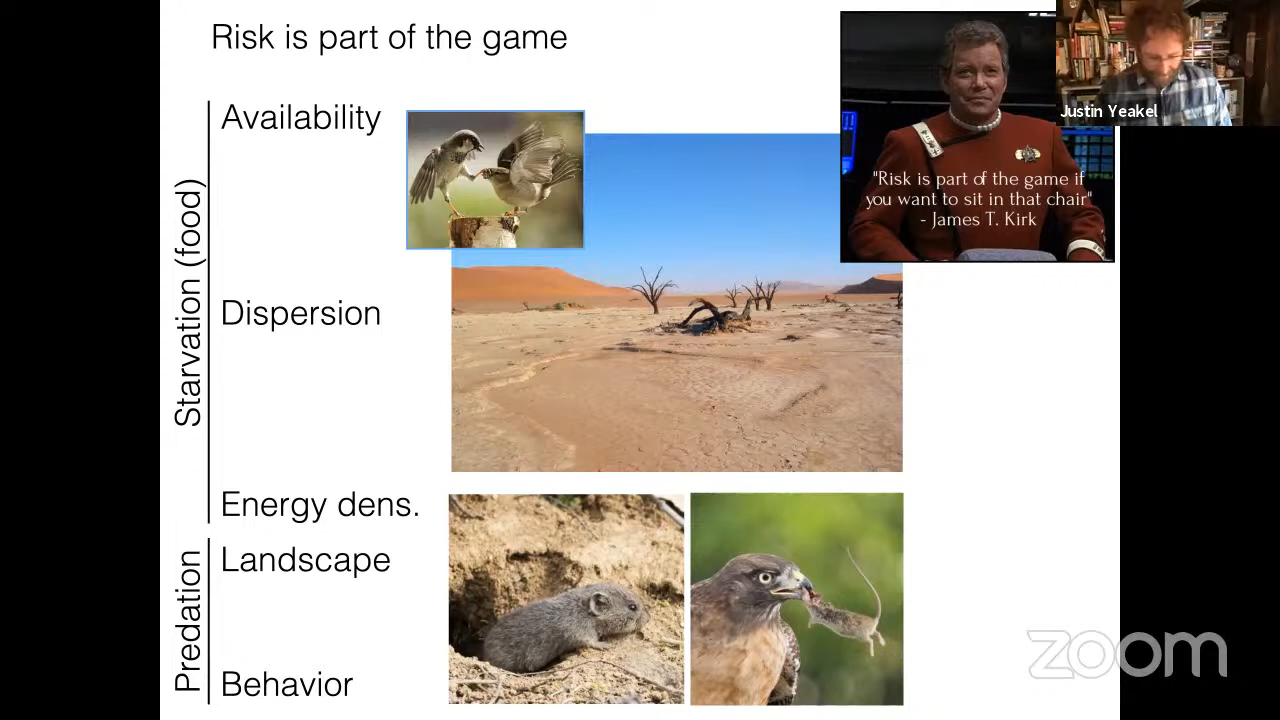 Risk is part of the game
Justin Yeakel
"Risk is part of the game if
you want to sit in that chair"
- James T. Kirk
Starvation (food)
Availability
Dispersion
Energy dens.
Predation
Landscape
Behavior
zoom